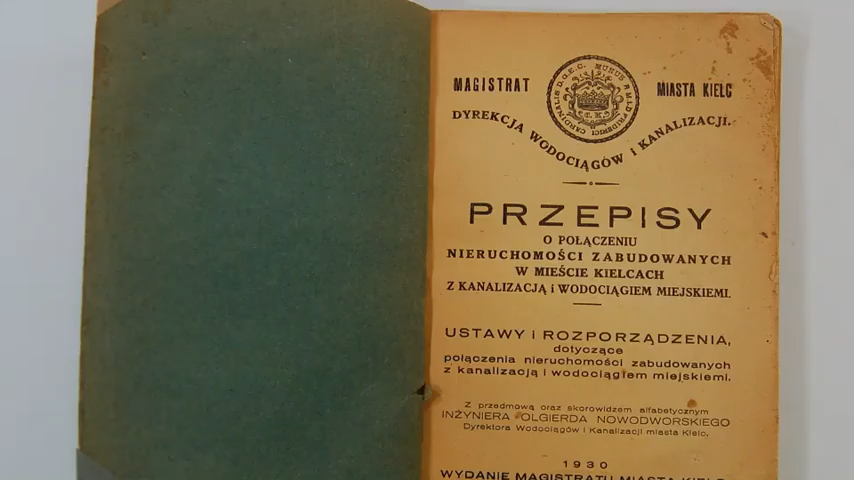 MAGISTRAT MIASTA KIELC
DYREKCJA WODOCIĄGÓW i KANALIZACJI.
PRZEPISY
O POŁĄCZENIU
NIERUCHOMOŚCI ZABUDOWANYCH
W MIEŚCIE KIELCACH
Z KANALIZACJĄ i WODOCIĄGIEM MIEJSKIEMI.
USTAWY i ROZPORZĄDZENIA,
dotyczące
połączenia nieruchomości zabudowanych
z kanalizacją i wodociągiem miejskiemi.
Z przedmową oraz skorowidzem alfabetycznym
INŻYNIERA OLGIERDA NOWODWORSKIEGO
Dyrektora Wodociągów i Kanalizacji miasta Kielc,
1930
WYDANIE MAGISTRATU MIASTA KIELC